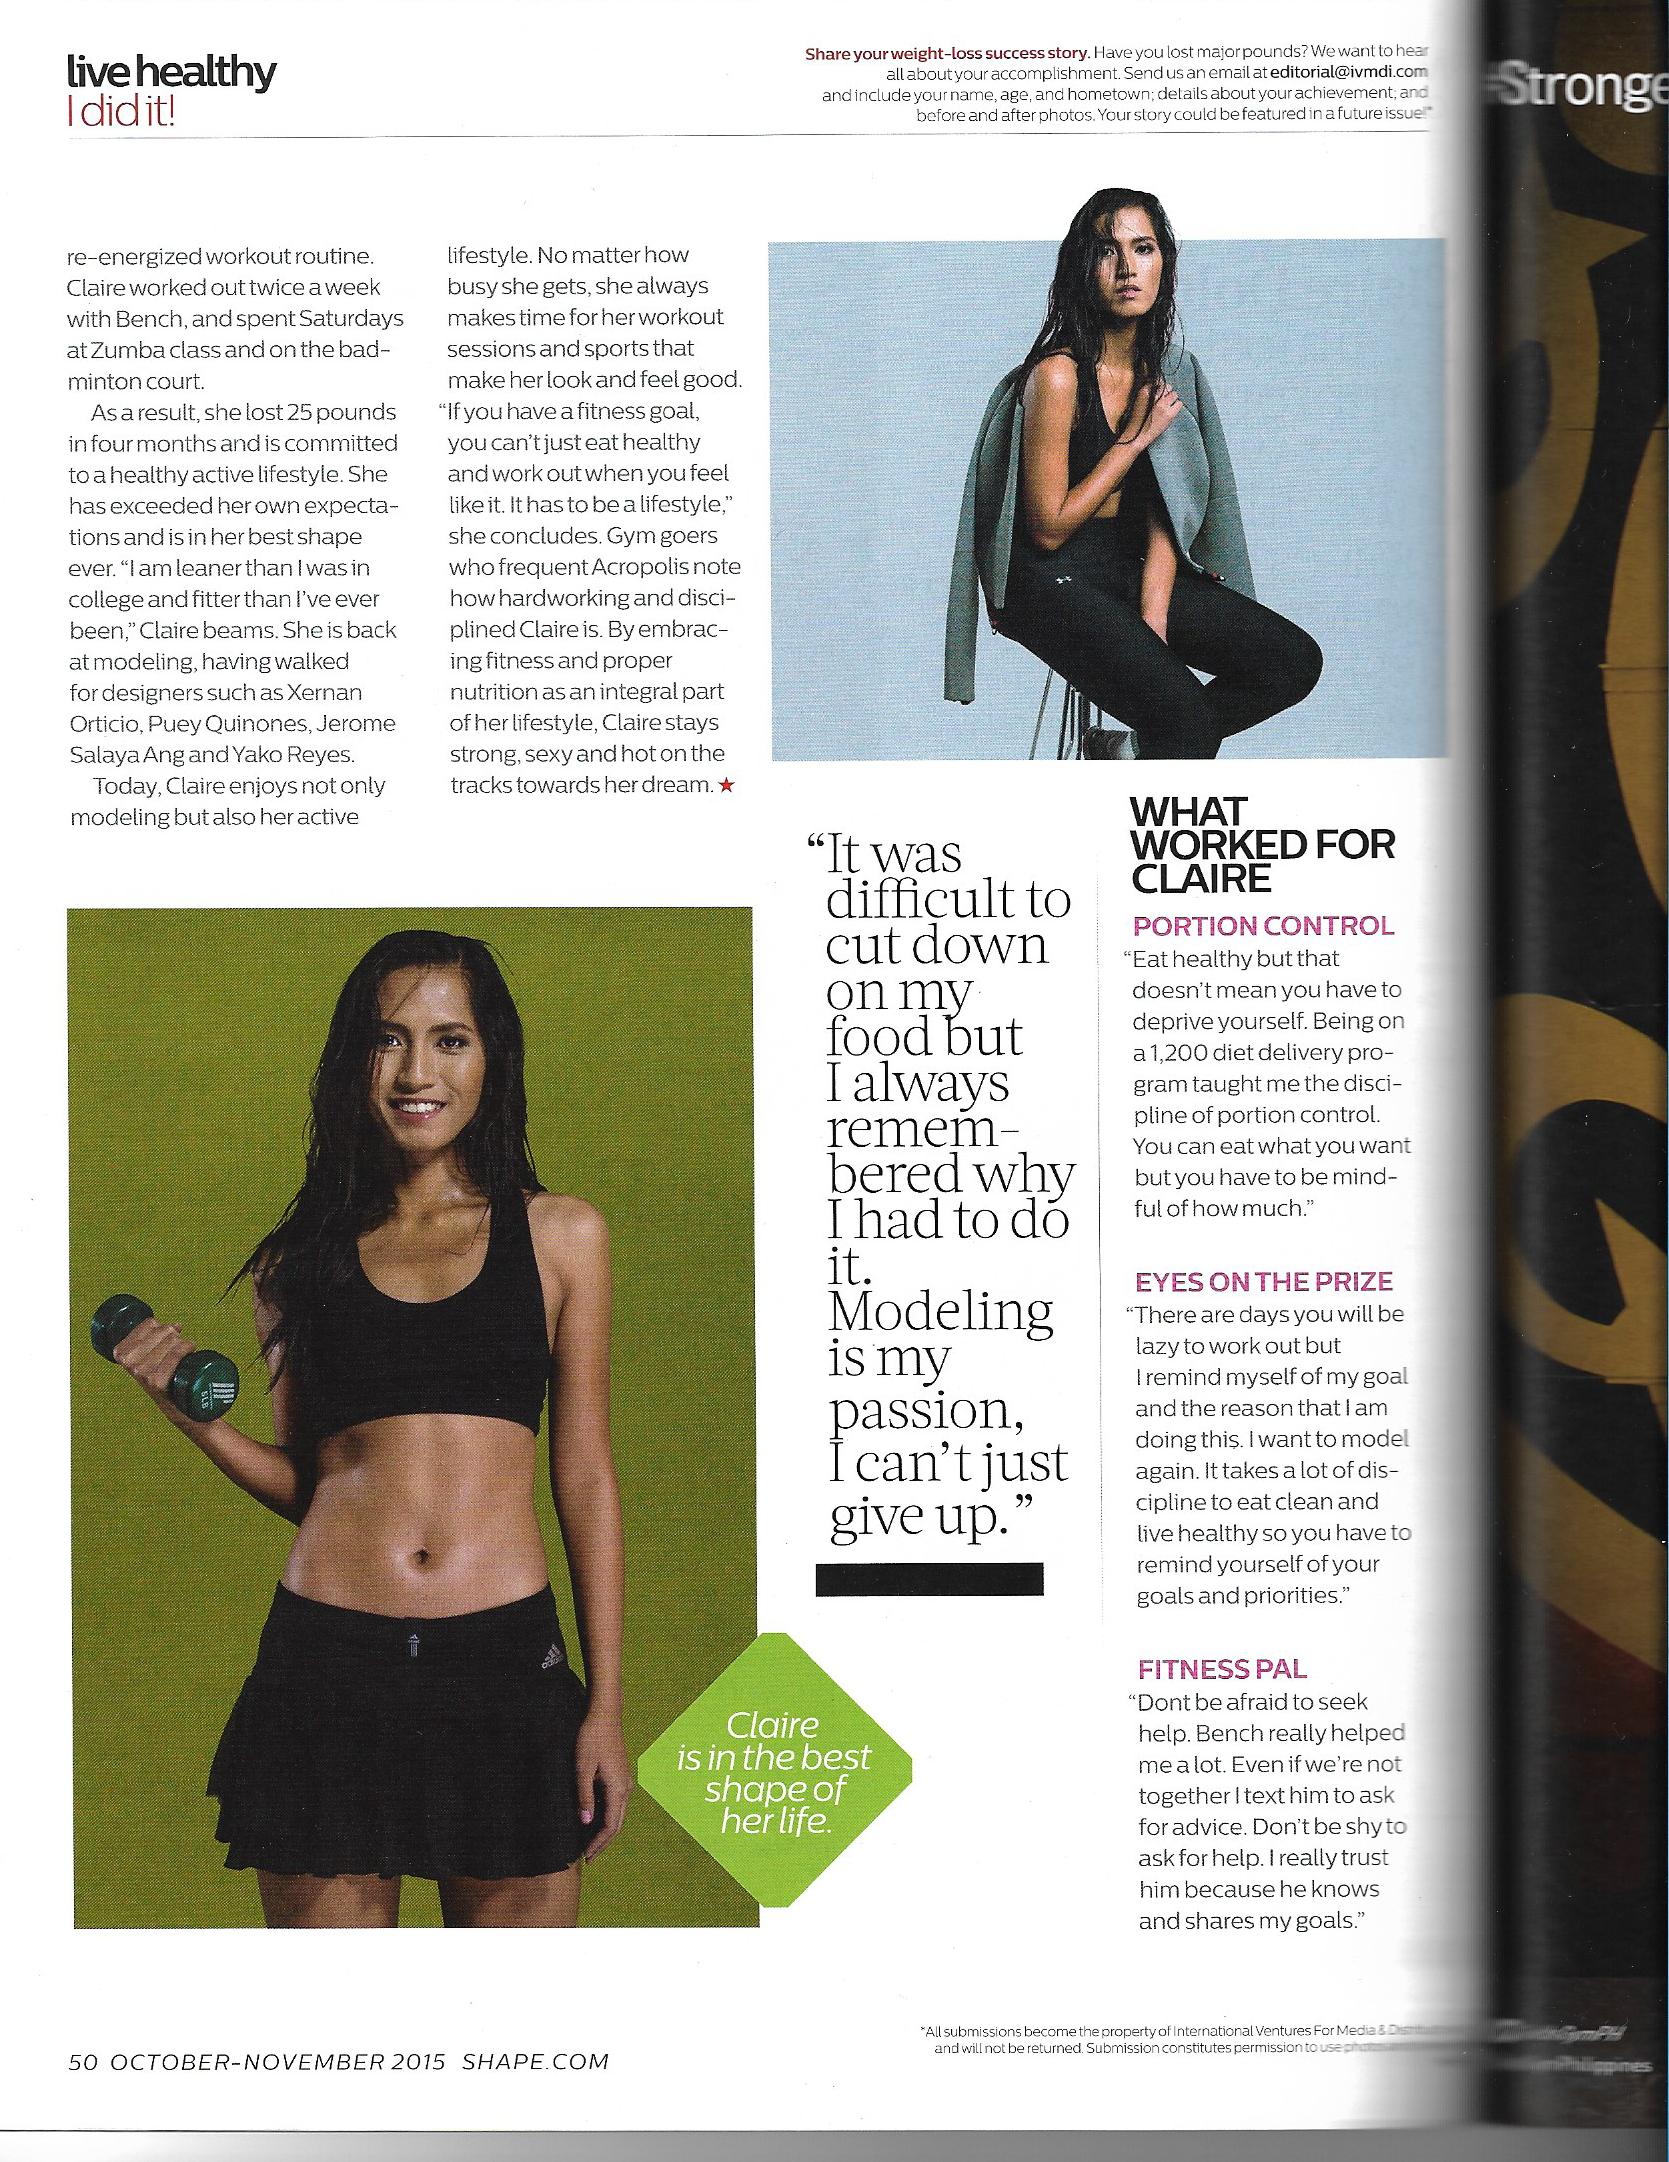 live healthy
I did it!
Share your weight-loss success story. Have you lost major pounds? We want to hear
all about your accomplishment. Send us an email at editorial@ivmdi.com
and include your name, age, and hometown; details about your achievement; and
before and after photos. Your story could be featured in a future issue!*
re-energized workout routine.
Claire worked out twice a week
with Bench, and spent Saturdays
at Zumba class and on the bad-
minton court.
As a result, she lost 25 pounds
in four months and is committed
to a healthy active lifestyle. She
has exceeded her own expecta-
tions and is in her best shape
ever. “I am leaner than I was in
college and fitter than I’ve ever
been,” Claire beams. She is back
at modeling, having walked
for designers such as Xernan
Orticio, Puey Quinones, Jerome
Salaya Ang and Yako Reyes.
Today, Claire enjoys not only
modeling but also her active
lifestyle. No matter how
busy she gets, she always
makes time for her workout
sessions and sports that
make her look and feel good.
“If you have a fitness goal,
you can’t just eat healthy
and work out when you feel
like it. It has to be a lifestyle,”
she concludes. Gym goers
who frequent Acropolis note
how hardworking and disci-
plined Claire is. By embrac-
ing fitness and proper
nutrition as an integral part
of her lifestyle, Claire stays
strong, sexy and hot on the
tracks towards her dream. ★
“It was
difficult to
cut down
on my
food but
I always
remem-
bered why
I had to do
it.
Modeling
is my
passion,
I can’t just
give up.”
WHAT
WORKED FOR
CLAIRE
PORTION CONTROL
“Eat healthy but that
doesn’t mean you have to
deprive yourself. Being on
a 1,200 diet delivery pro-
gram taught me the disci-
pline of portion control.
You can eat what you want
but you have to be mind-
ful of how much.”
EYES ON THE PRIZE
“There are days you will be
lazy to work out but
I remind myself of my goal
and the reason that I am
doing this. I want to model
again. It takes a lot of dis-
cipline to eat clean and
live healthy so you have to
remind yourself of your
goals and priorities.”
FITNESS PAL
“Dont be afraid to seek
help. Bench really helped
me a lot. Even if we’re not
together I text him to ask
for advice. Don’t be shy to
ask for help. I really trust
him because he knows
and shares my goals.”
5LB
adidas
Claire
is in the best
shape of
her life.
*All submissions become the property of International Ventures For Media &
and will not be returned. Submission constitutes permission to use
50 OCTOBER-NOVEMBER 2015 SHAPE.COM
#Stronge